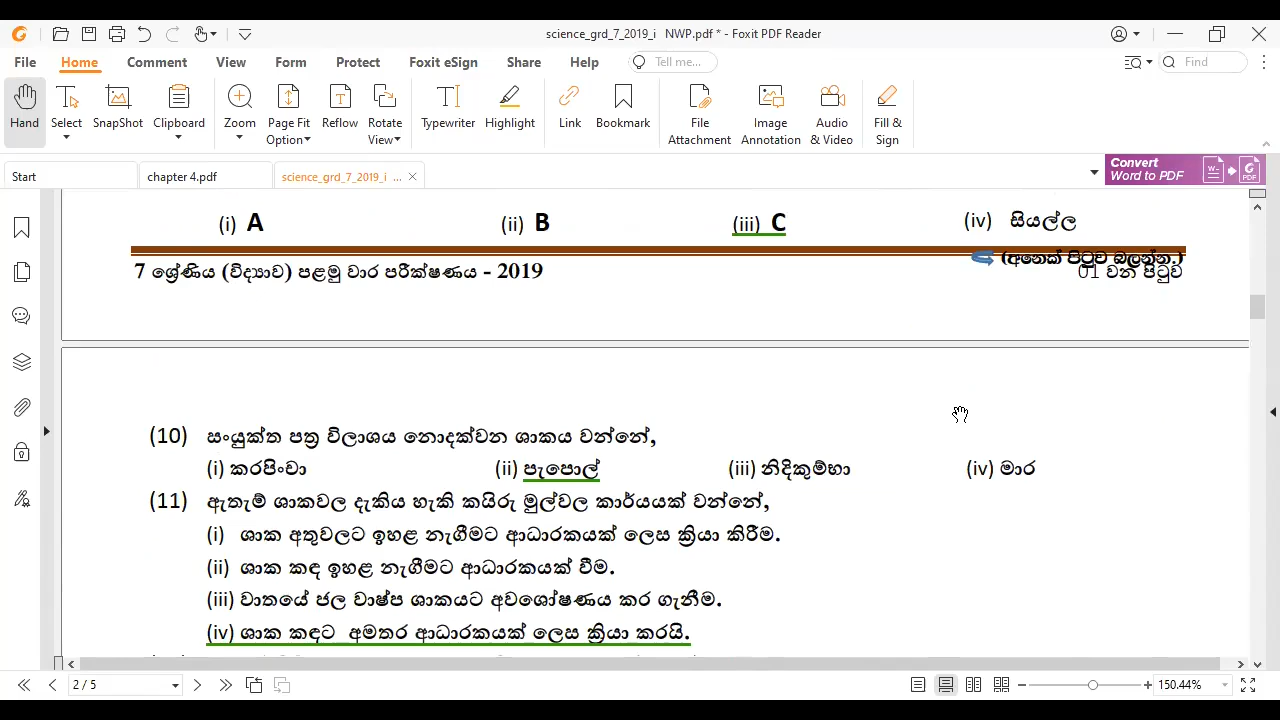 science_grd_7_2019_i NWP.pdf * - Foxit PDF Reader
File Home Comment View Form Protect Foxit eSign Share Help Tell me... Find
Hand Select SnapShot Clipboard Zoom Page Fit Option Reflow Rotate View Typewriter Highlight Link Bookmark File Attachment Image Annotation Audio & Video Fill & Sign
Start chapter 4.pdf science_grd_7_2019_i ... Convert Word to PDF
(i) A (ii) B (iii) C (iv) සියල්ල
(අනෙක් පිටුව බලන්න.)
7 ශ්‍රේණිය (විද්‍යාව) පළමු වාර පරීක්ෂණය - 2019 01 වන පිටුව
(10) සංයුක්ත පත්‍ර විලාශය නොදක්වන ශාකය වන්නේ,
(i) කරපිංචා (ii) පැපොල් (iii) නිදිකුම්භා (iv) මාර
(11) ඇතැම් ශාකවල දැකිය හැකි කයිරු මුල්වල කාර්යයක් වන්නේ,
(i) ශාක අතුවලට ඉහළ නැගීමට ආධාරකයක් ලෙස ක්‍රියා කිරීම.
(ii) ශාක කඳ ඉහළ නැගීමට ආධාරකයක් වීම.
(iii) වාතයේ ජල වාෂ්ප ශාකයට අවශෝෂණය කර ගැනීම.
(iv) ශාක කඳට අමතර ආධාරකයක් ලෙස ක්‍රියා කරයි.
2 / 5 150.44%